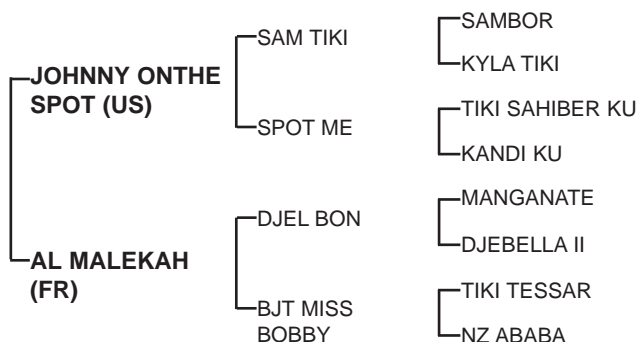 SAMBOR
SAM TIKI
KYLA TIKI
JOHNNY ONTHE
SPOT (US)
TIKI SAHIBER KU
SPOT ME
KANDI KU
MANGANATE
DJEL BON
DJEBELLA II
AL MALEKAH
(FR)
TIKI TESSAR
BJT MISS
BOBBY
NZ ABABA